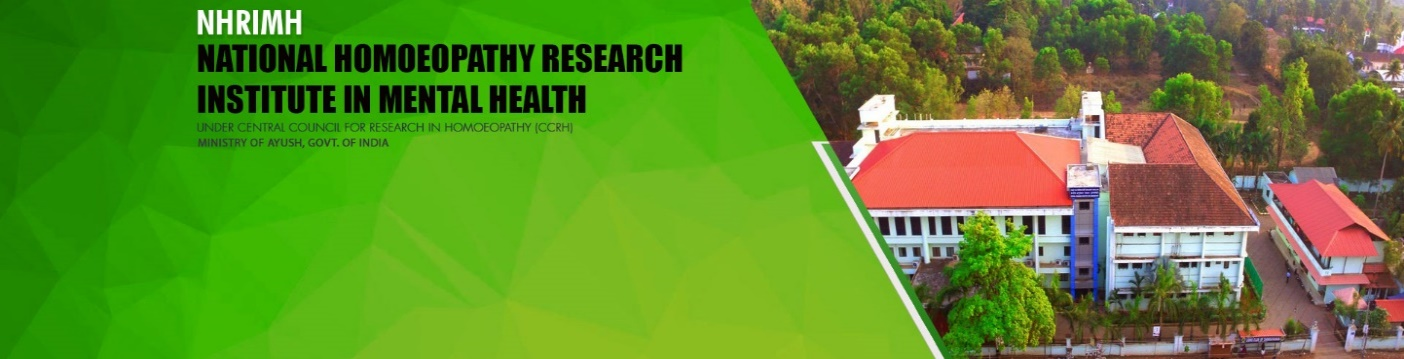 NHRIMH
NATIONAL HOMOEOPATHY RESEARCH
INSTITUTE IN MENTAL HEALTH
UNDER CENTRAL COUNCIL FOR RESEARCH IN HOMOEOPATHY (CCRH)
MINISTRY OF AYUSH, GOVT. OF INDIA